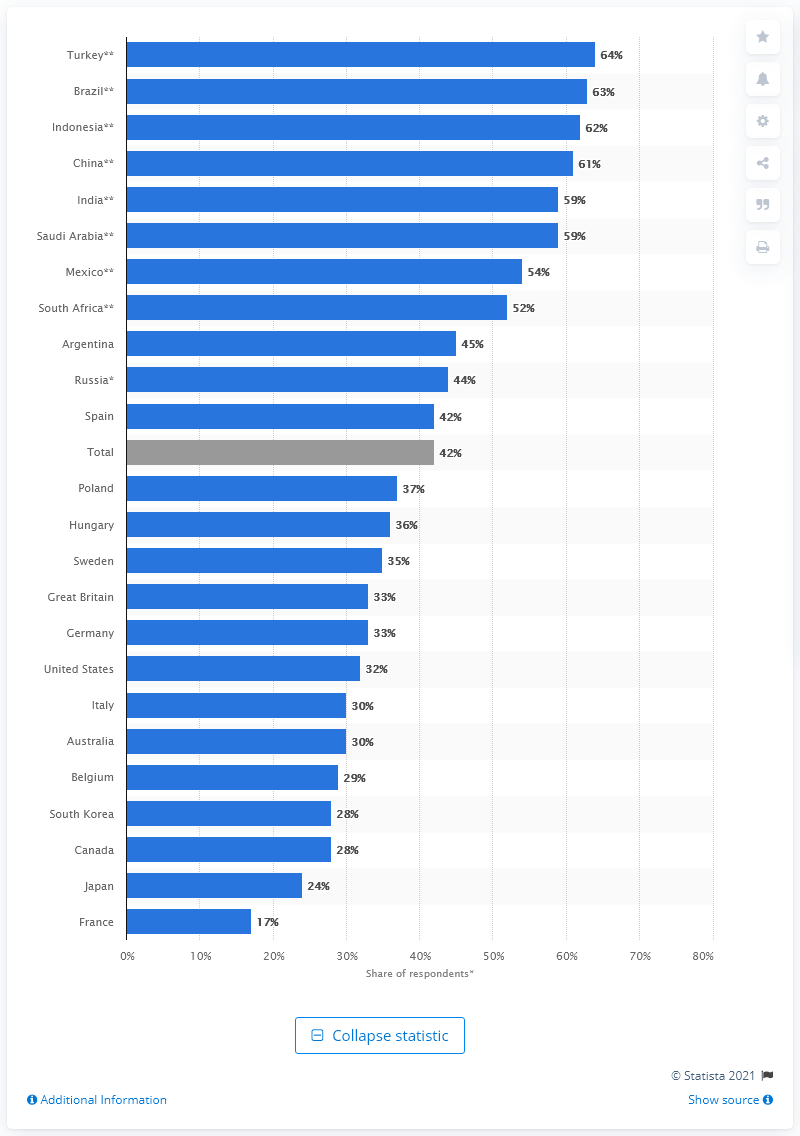 Turkey** 64%
Brazil** 63%
Indonesia** 62%
China** 61%
India** 59%
Saudi Arabia** 59%
Mexico** 54%
South Africa** 52%
Argentina 45%
Russia* 44%
Spain 42%
Total 42%
Poland 37%
Hungary 36%
Sweden 35%
Great Britain 33%
Germany 33%
United States 32%
Italy 30%
Australia 30%
Belgium 29%
South Korea 28%
Canada 28%
Japan 24%
France 17%
0% 10% 20% 30% 40% 50% 60% 70% 80%
Share of respondents*
Collapse statistic
© Statista 2021
Additional Information Show source